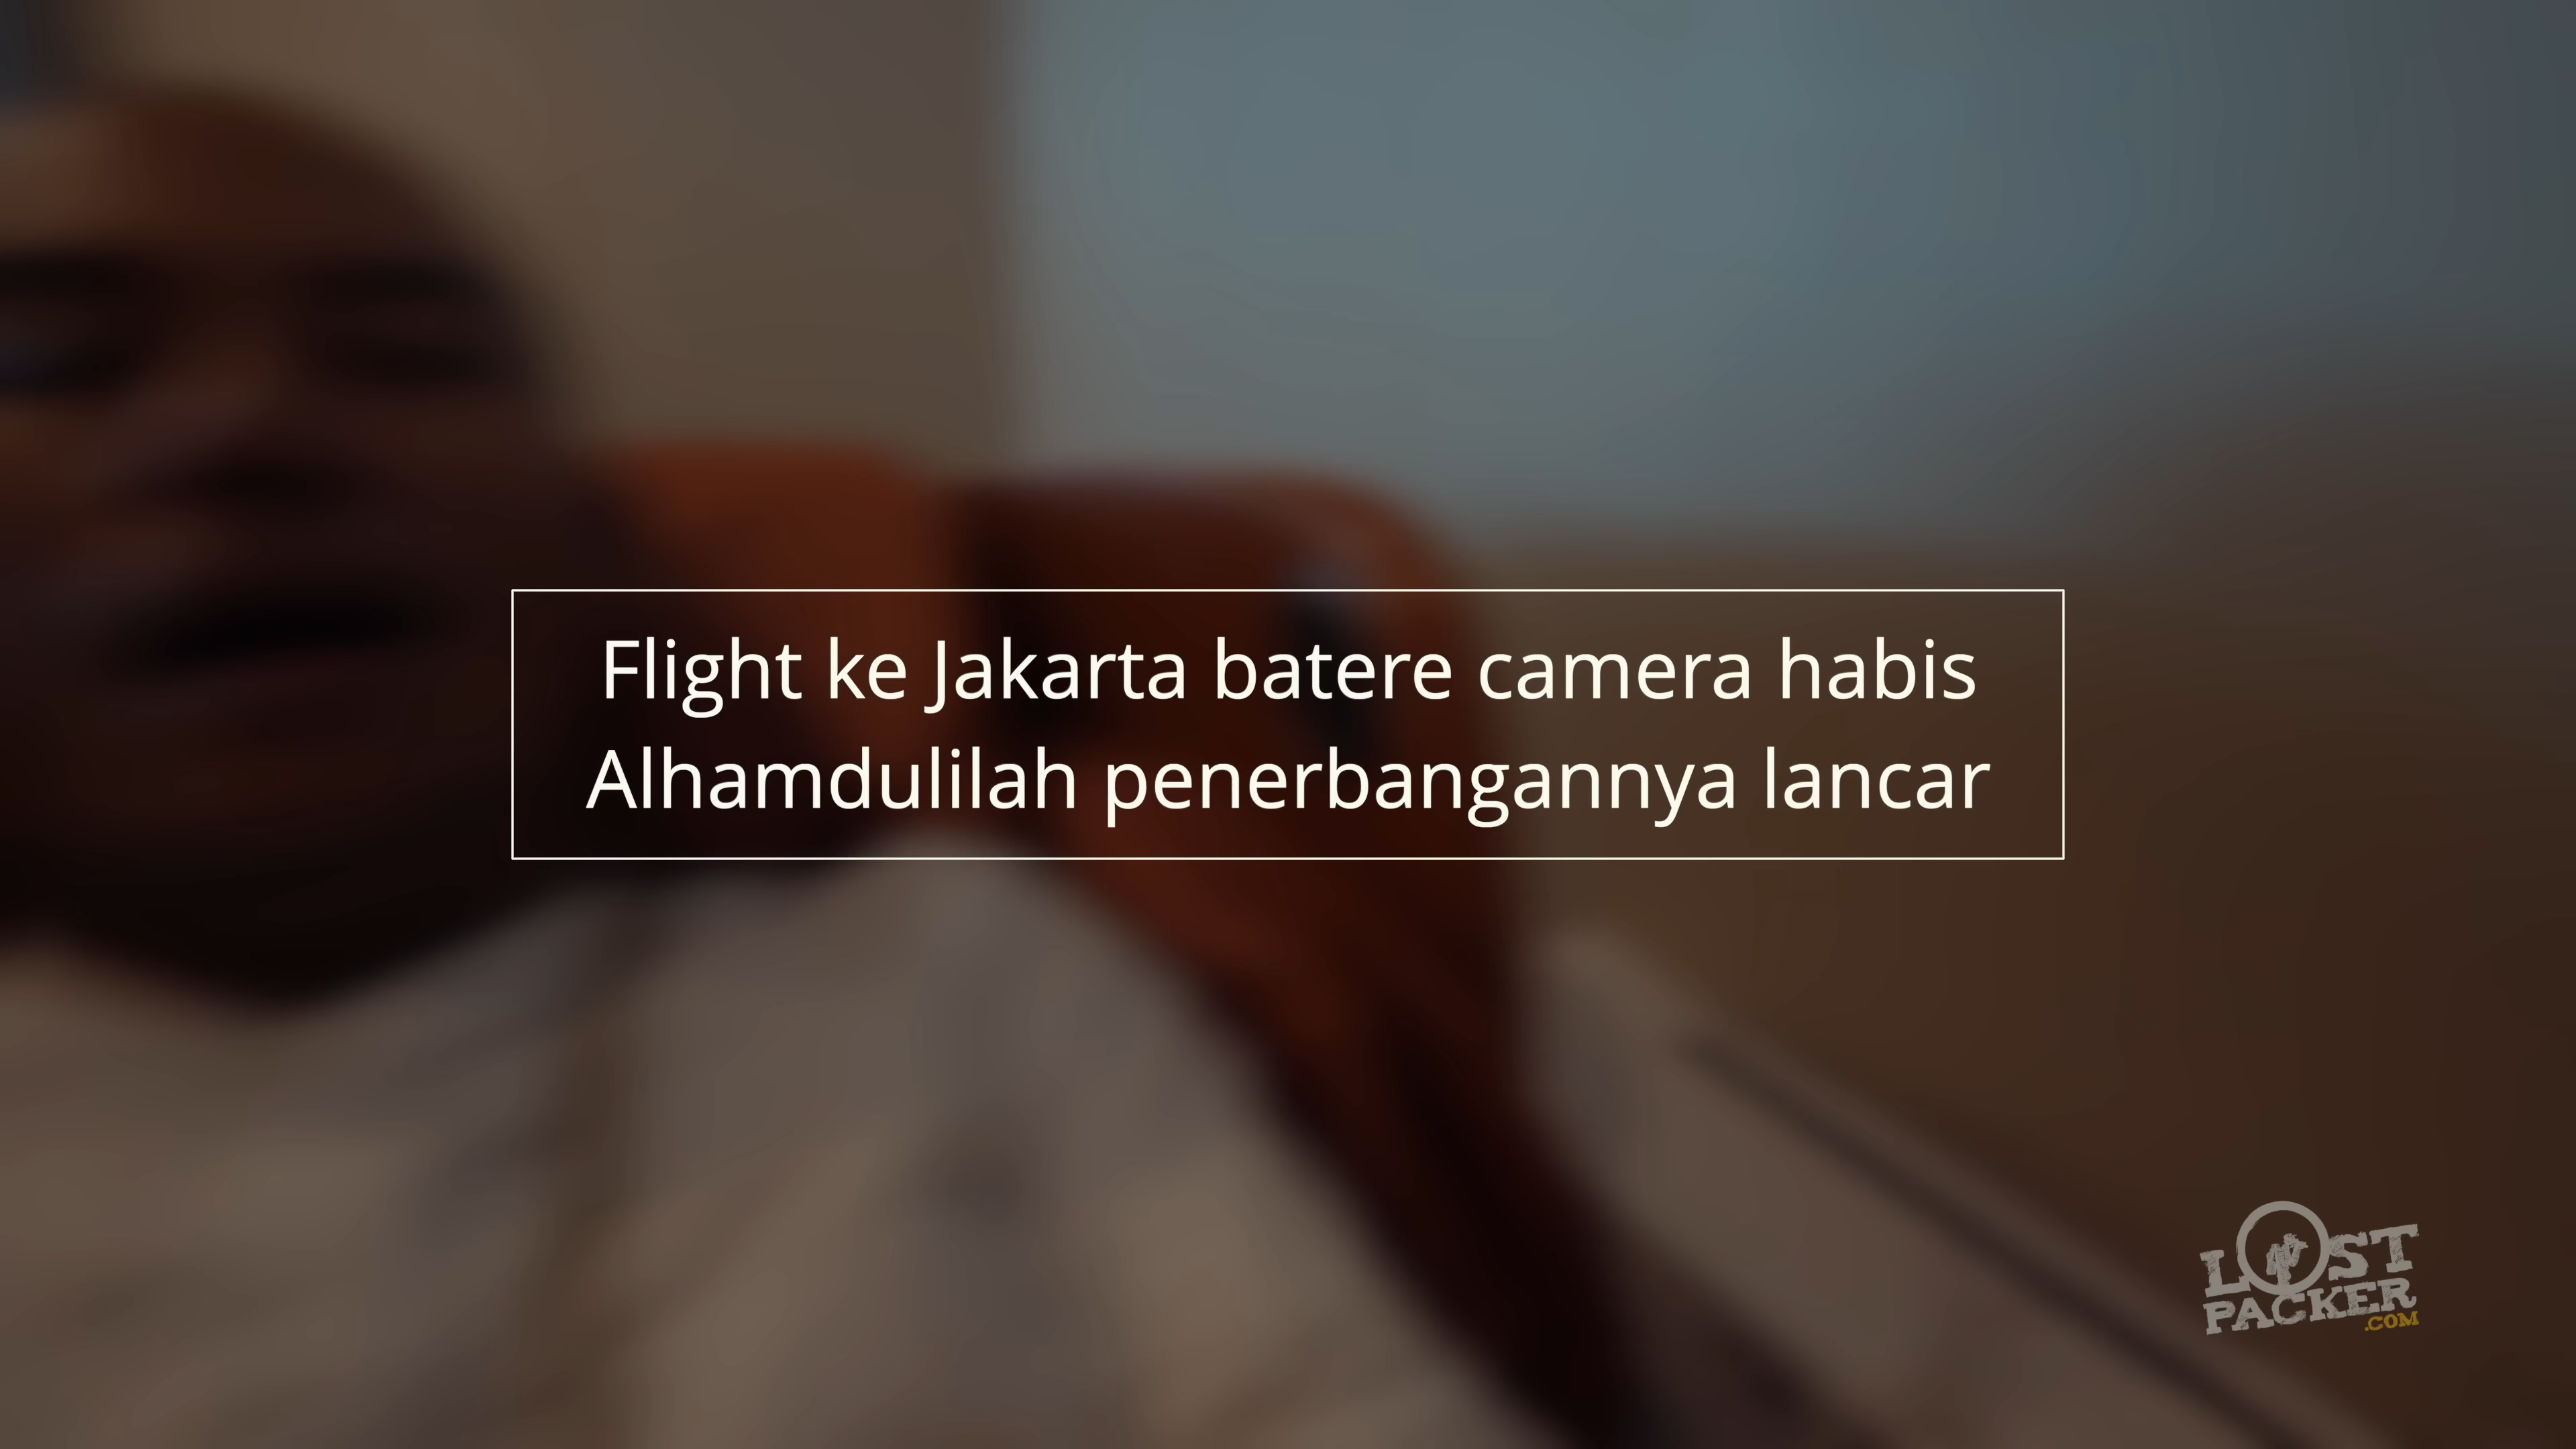 Flight ke Jakarta batere camera habis
Alhamdulilah penerbangannya lancar
LOST
PACKER
.COM